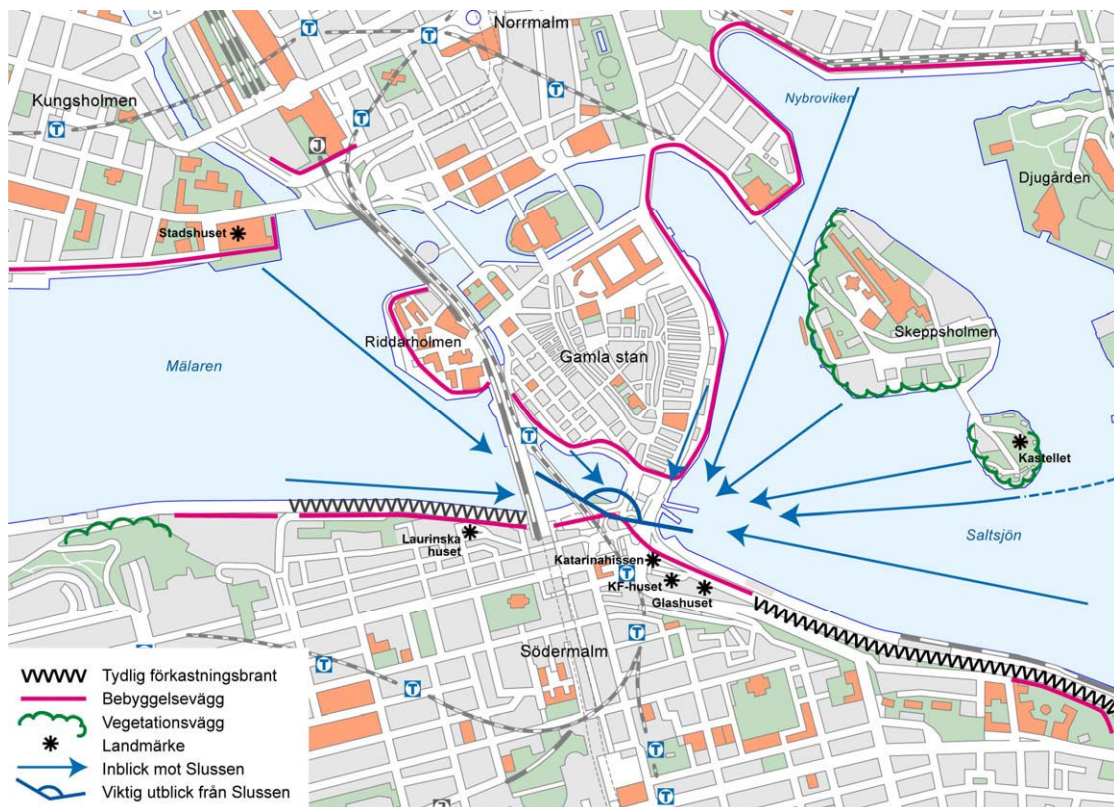 Norrmalm
T
T
Kungsholmen
T
T
T
T
J
Nybroviken
Djugården
Stadshuset
Riddarholmen
Gamla stan
Skeppsholmen
Mälaren
T
Kastellet
Laurinska
huset
Saltsjön
Katarinahissen
T
KF-huset
Glashuset
Södermalm
T
T
T
T
T
T
J
Tydlig förkastningsbrant
Bebyggelsevägg
Vegetationsvägg
Landmärke
Inblick mot Slussen
Viktig utblick från Slussen